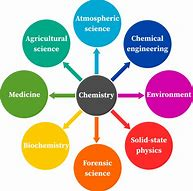 Atmospheric
science
Agricultural
science
Chemical
engineering
Medicine
Chemistry
Environment
Biochemistry
Solid-state
physics
Forensic
science